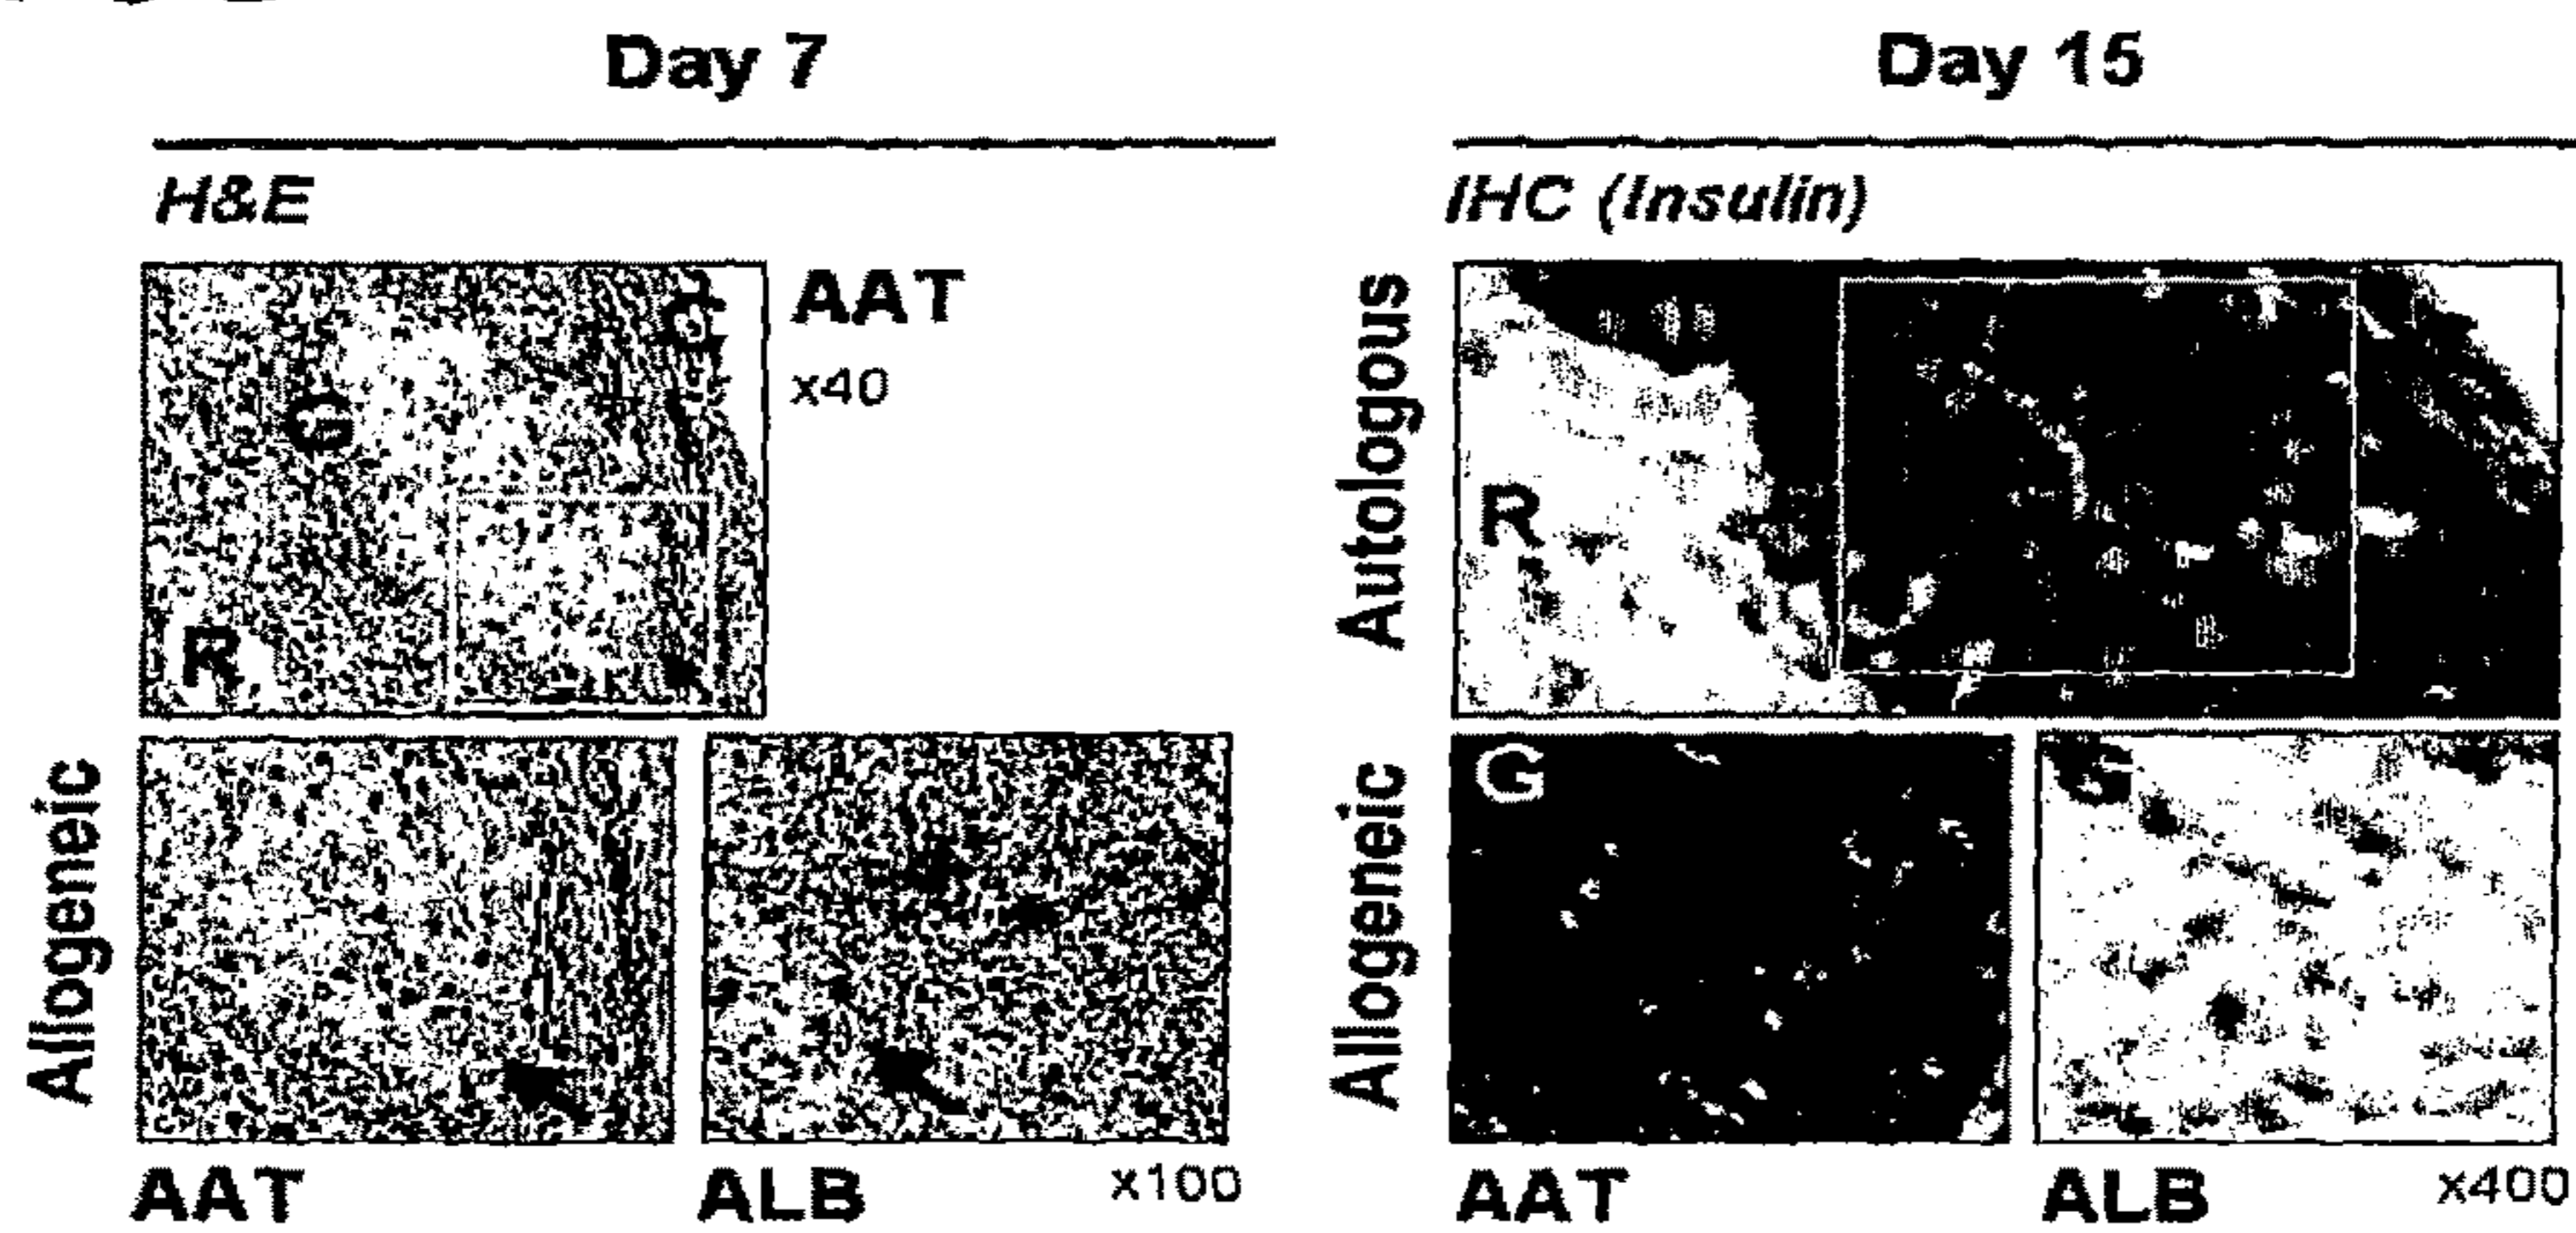 Day 7
Day 15
H&E
IHC (Insulin)
AAT
x40
C
G
R
R
Autologous
Allogeneic
Allogeneic
G
G
AAT
ALB
x100
AAT
ALB
x400